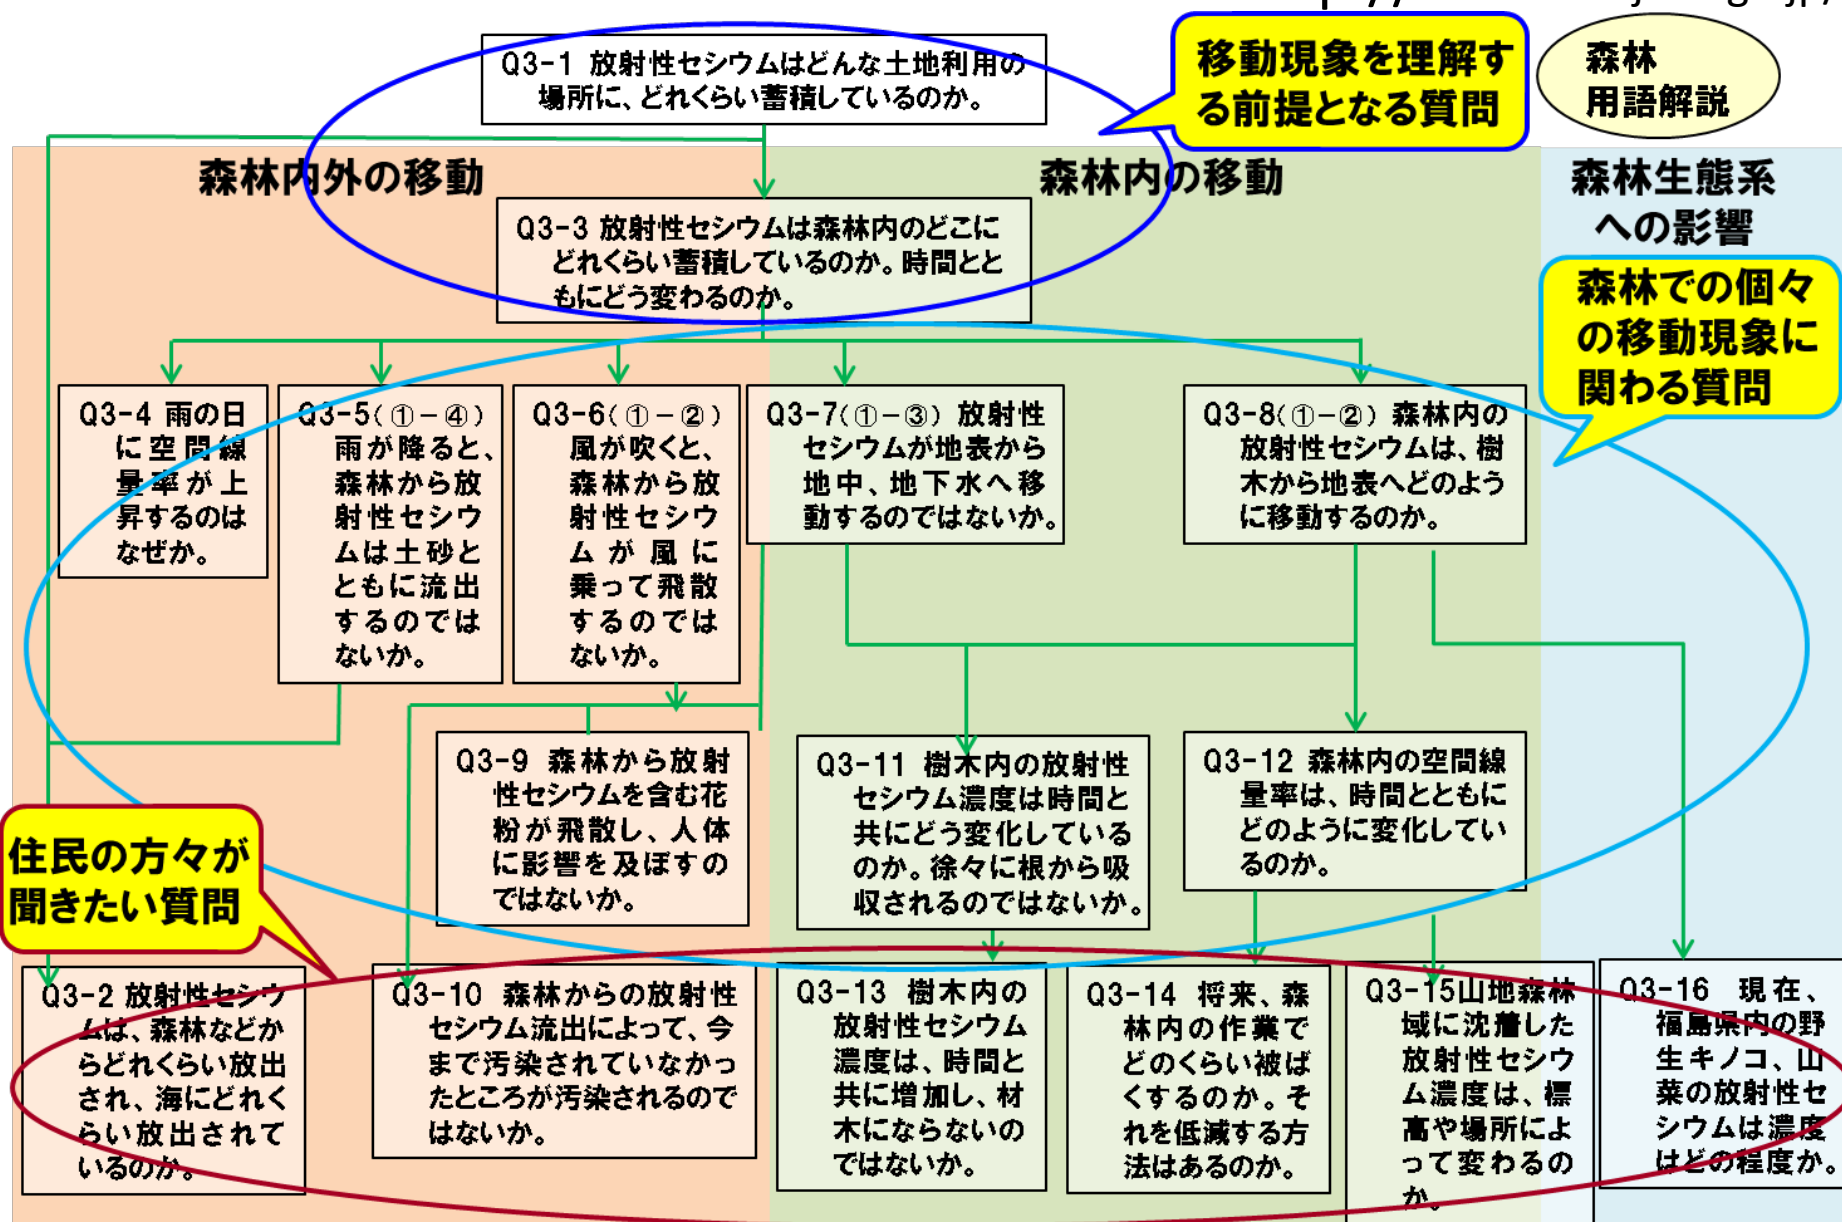 Q3-1 放射性セシウムはどんな土地利用の
場所に、どれくらい蓄積しているのか。
移動現象を理解す
る前提となる質問
森林
用語解説
森林内外の移動
森林内の移動
森林生態系
への影響
Q3-3 放射性セシウムは森林内のどこに
どれくらい蓄積しているのか。時間とと
もにどう変わるのか。
森林での個々
の移動現象に
関わる質問
Q3-4 雨の日
に空間線
量率が上
昇するのは
なぜか。
Q3-5(①-④)
雨が降ると、
森林から放
射性セシウ
ムは土砂と
ともに流出
するのでは
ないか。
Q3-6(①-②)
風が吹くと、
森林から放
射性セシウ
ムが風に
乗って飛散
するのでは
ないか。
Q3-7(①-③) 放射性
セシウムが地表から
地中、地下水へ移
動するのではないか。
Q3-8(①-②) 森林内の
放射性セシウムは、樹
木から地表へどのよう
に移動するのか。
Q3-9 森林から放射
性セシウムを含む花
粉が飛散し、人体
に影響を及ぼすの
ではないか。
Q3-11 樹木内の放射性
セシウム濃度は時間と
共にどう変化している
のか。徐々に根から吸
収されるのではないか。
Q3-12 森林内の空間線
量率は、時間とともに
どのように変化してい
るのか。
住民の方々が
聞きたい質問
Q3-2 放射性セシウ
ムは、森林などか
らどれくらい放出
され、海にどれく
らい放出されて
いるのか。
Q3-10 森林からの放射性
セシウム流出によって、今
まで汚染されていなかっ
たところが汚染されるので
はないか。
Q3-13 樹木内の
放射性セシウム
濃度は、時間と
共に増加し、材
木にならないの
ではないか。
Q3-14 将来、森
林内の作業で
どのくらい被ば
くするのか。そ
れを低減する方
法はあるのか。
Q3-15山地森林
域に沈着した
放射性セシウ
ム濃度は、標
高や場所によ
って変わるの
か。
Q3-16 現在、
福島県内の野
生キノコ、山
菜の放射性セ
シウムは濃度
はどの程度か。